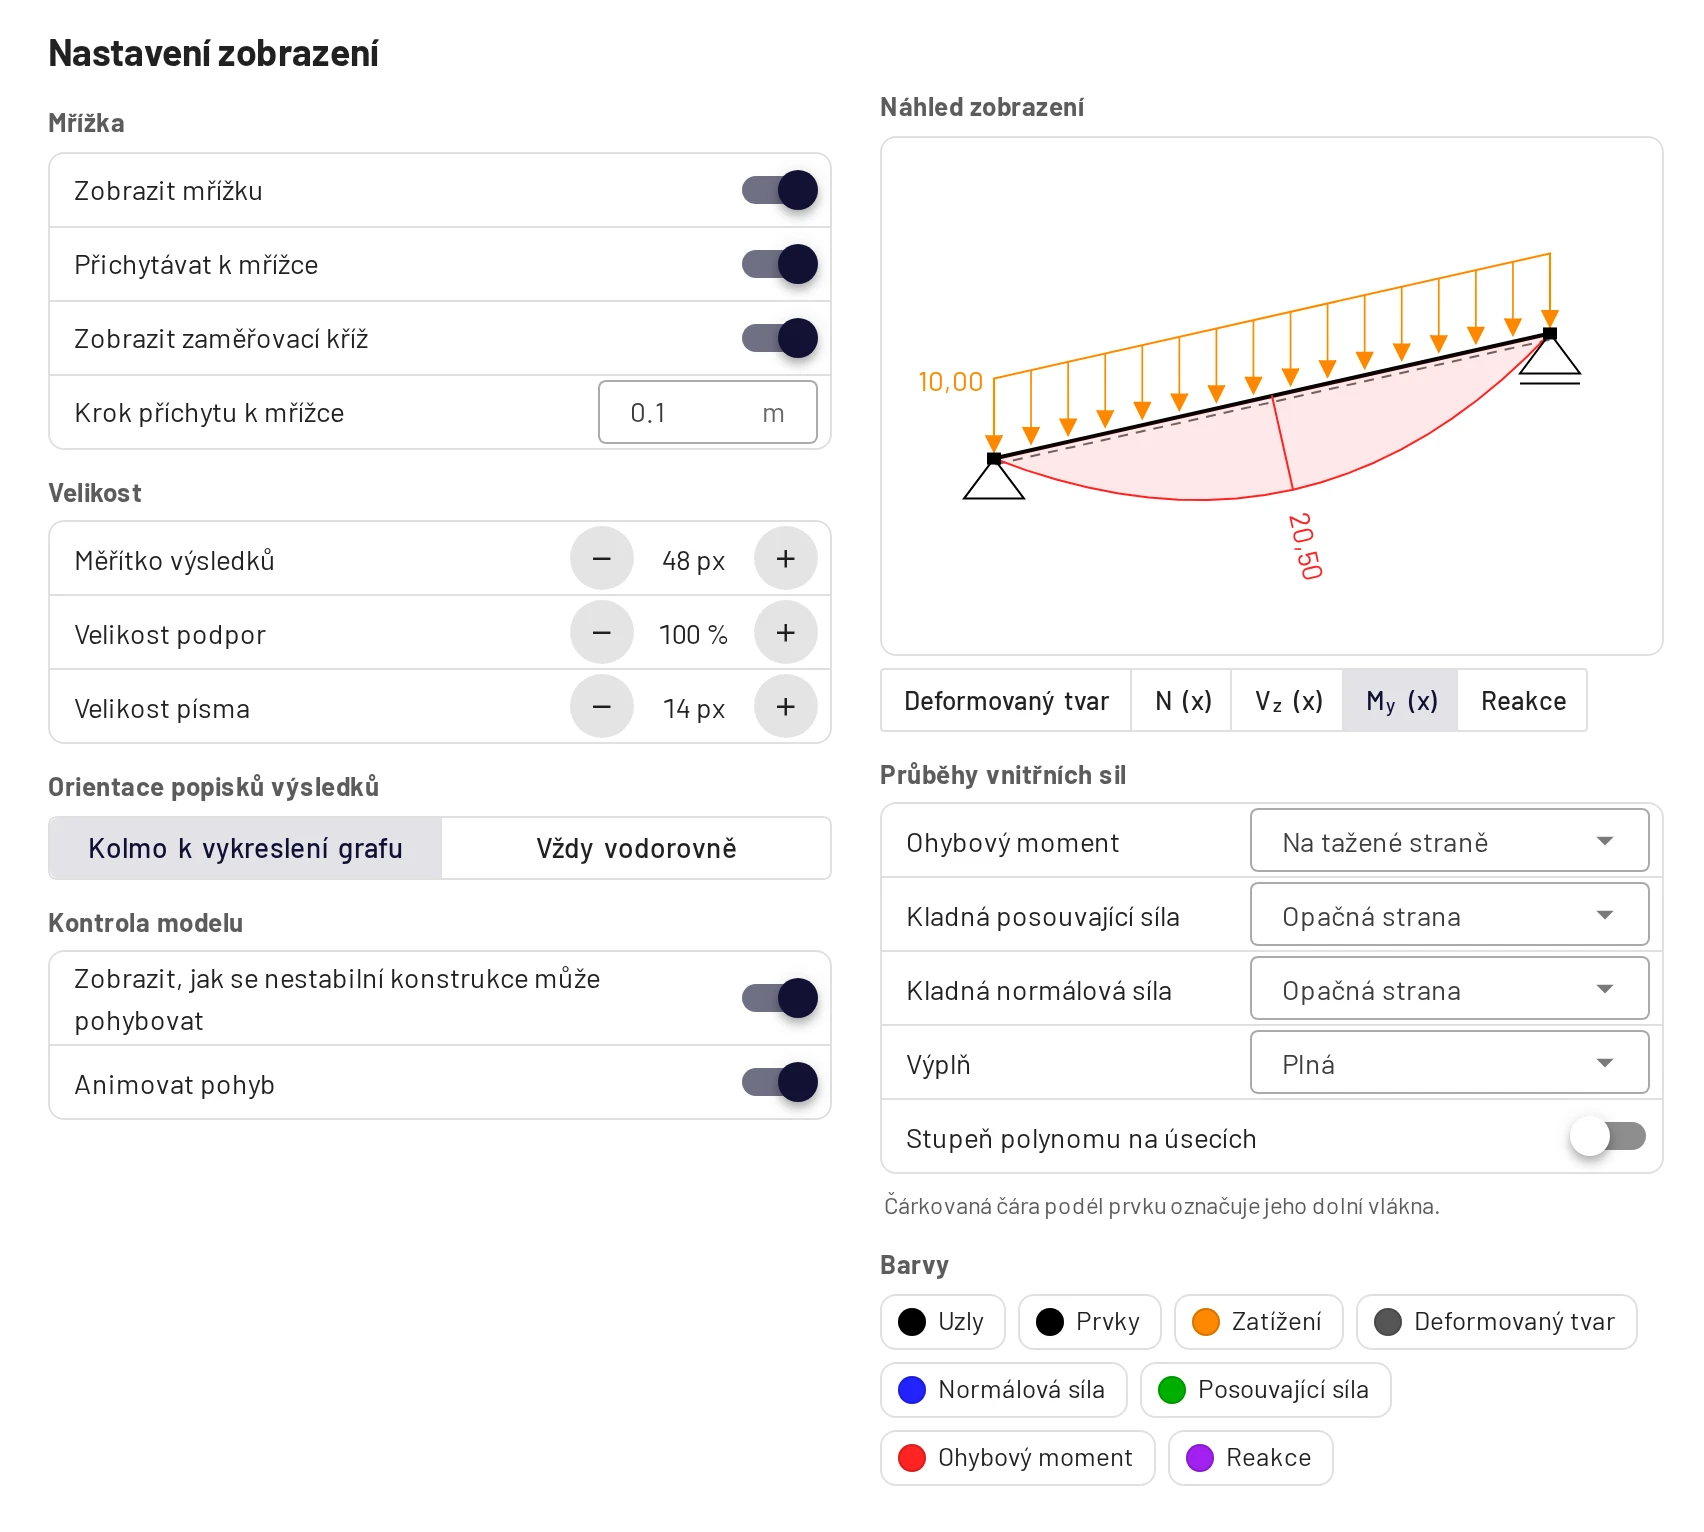 Nastavení zobrazení
Mřížka
Zobrazit mřížku
Přichytávat k mřížce
Zobrazit zaměřovací kříž
Krok příchytu k mřížce
0.1 m
Velikost
Měřítko výsledků
− 48 px +
Velikost podpor
− 100 % +
Velikost písma
− 14 px +
Orientace popisků výsledků
Kolmo k vykreslení grafu
Vždy vodorovně
Kontrola modelu
Zobrazit, jak se nestabilní konstrukce může
pohybovat
Animovat pohyb
Náhled zobrazení
10,00
20,50
Deformovaný tvar
N (x)
Vz (x)
My (x)
Reakce
Průběhy vnitřních sil
Ohybový moment
Na tažené straně
Kladná posouvající síla
Opačná strana
Kladná normálová síla
Opačná strana
Výplň
Plná
Stupeň polynomu na úsecích
Čárkovaná čára podél prvku označuje jeho dolní vlákna.
Barvy
Uzly
Prvky
Zatížení
Deformovaný tvar
Normálová síla
Posouvající síla
Ohybový moment
Reakce